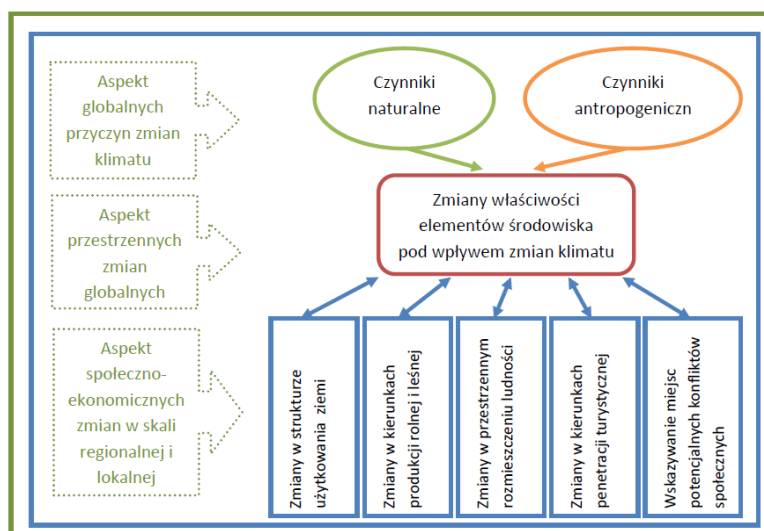 Aspekt
globalnych
przyczyn zmian
klimatu
Czynniki
naturalne
Czynniki
antropogeniczn
Aspekt
przestrzennych
zmian
globalnych
Zmiany właściwości
elementów środowiska
pod wpływem zmian klimatu
Aspekt
społeczno-
ekonomicznych
zmian w skali
regionalnej i
lokalnej
Zmiany w strukturze
użytkowania ziemi
Zmiany w kierunkach
produkcji rolnej i leśnej
Zmiany w przestrzennym
rozmieszczeniu ludności
Zmiany w kierunkach
penetracji turystycznej
Wskazywanie miejsc
potencjalnych konfliktów
społecznych